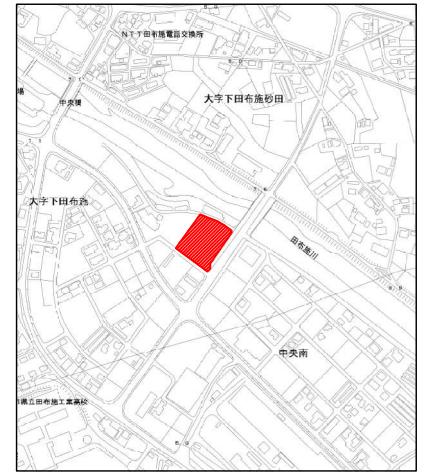 NTT田布施電話交換所
中央橋
場
大字下田布施砂田
大字下田布施
田布施川
中央南
県立田布施工業高校